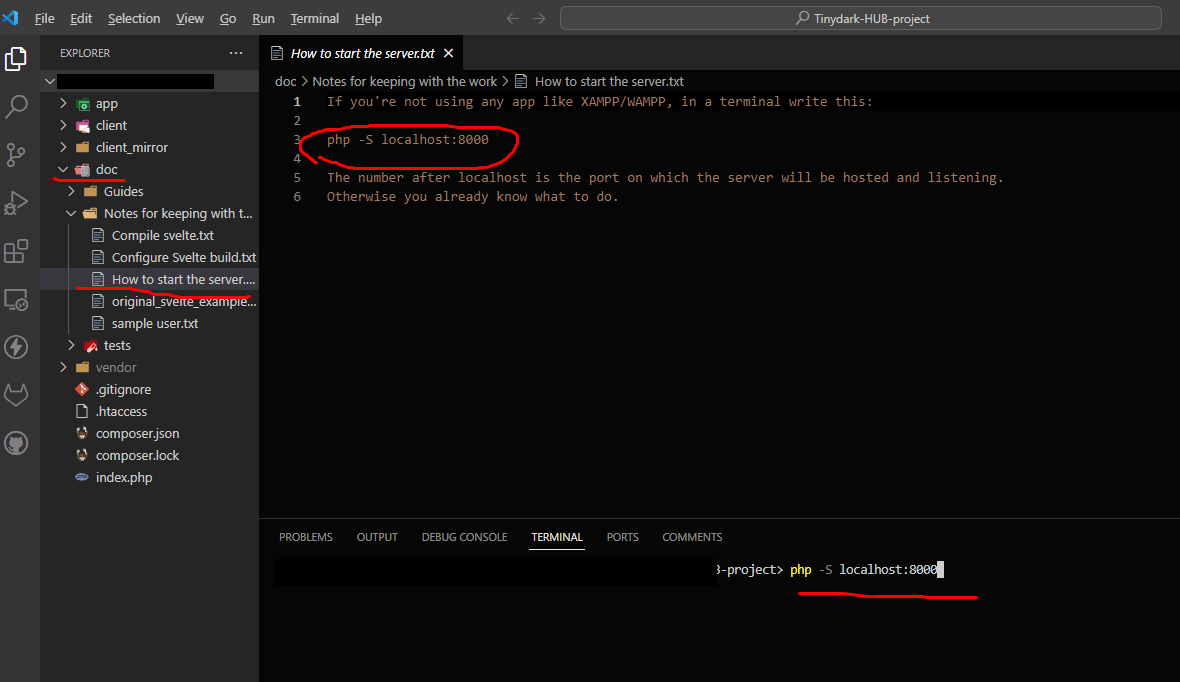 File Edit Selection View Go Run Terminal Help
Tinydark-HUB-project
EXPLORER
app
client
client_mirror
doc
Guides
Notes for keeping with t...
Compile svelte.txt
Configure Svelte build.txt
How to start the server....
original_svelte_example...
sample user.txt
tests
vendor
.gitignore
.htaccess
composer.json
composer.lock
index.php
How to start the server.txt
doc > Notes for keeping with the work > How to start the server.txt
1 If you're not using any app like XAMPP/WAMPP, in a terminal write this:
2
3 php -S localhost:8000
4
5 The number after localhost is the port on which the server will be hosted and listening.
6 Otherwise you already know what to do.
PROBLEMS OUTPUT DEBUG CONSOLE TERMINAL PORTS COMMENTS
-project> php -S localhost:8000